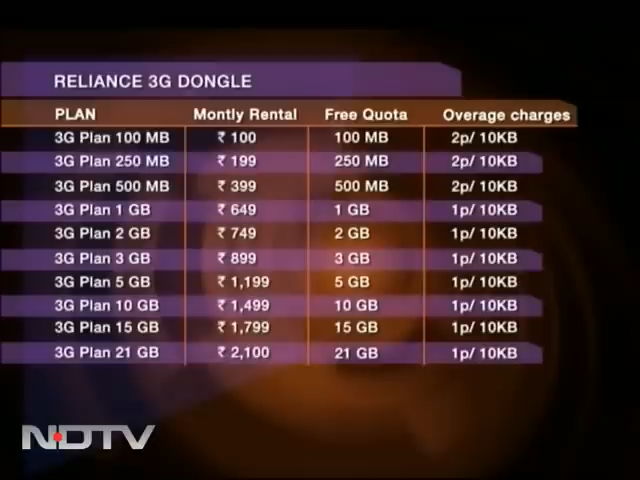 RELIANCE 3G DONGLE
PLAN Montly Rental Free Quota Overage charges
3G Plan 100 MB ₹ 100 100 MB 2p/ 10KB
3G Plan 250 MB ₹ 199 250 MB 2p/ 10KB
3G Plan 500 MB ₹ 399 500 MB 2p/ 10KB
3G Plan 1 GB ₹ 649 1 GB 1p/ 10KB
3G Plan 2 GB ₹ 749 2 GB 1p/ 10KB
3G Plan 3 GB ₹ 899 3 GB 1p/ 10KB
3G Plan 5 GB ₹ 1,199 5 GB 1p/ 10KB
3G Plan 10 GB ₹ 1,499 10 GB 1p/ 10KB
3G Plan 15 GB ₹ 1,799 15 GB 1p/ 10KB
3G Plan 21 GB ₹ 2,100 21 GB 1p/ 10KB
NDTV